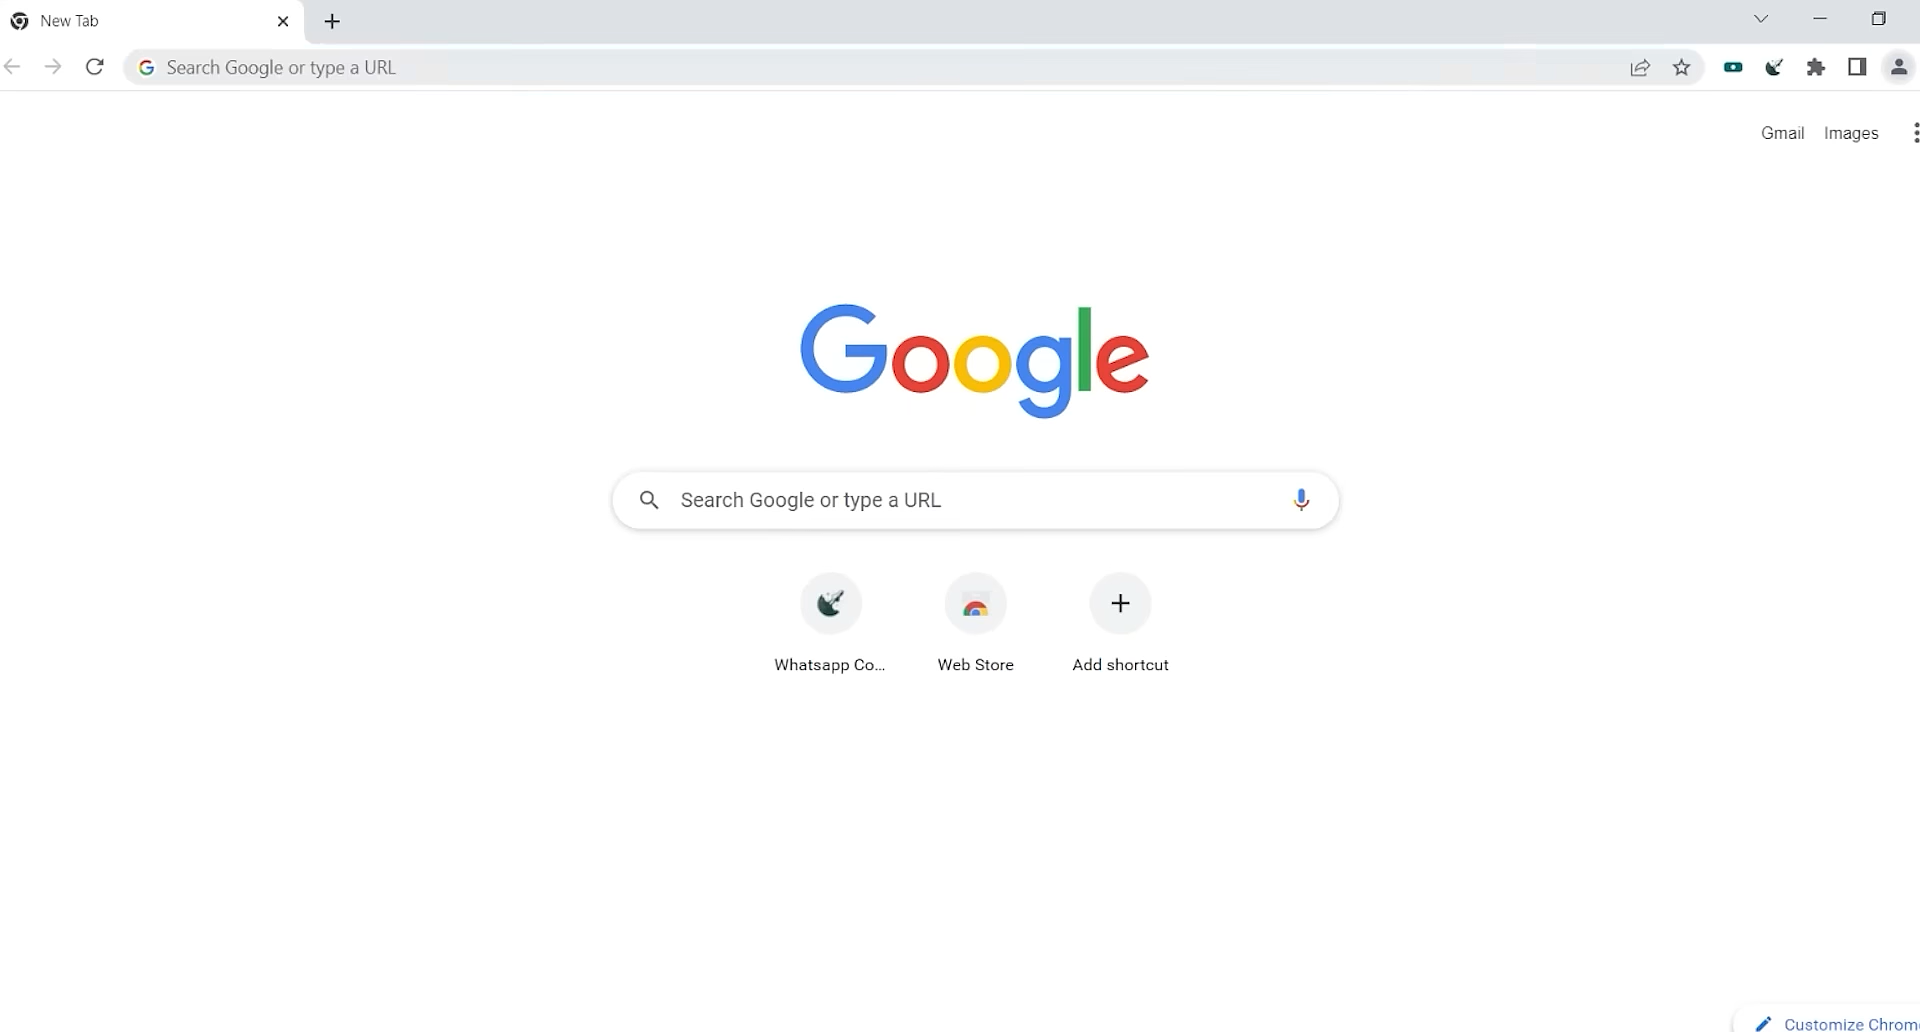 New Tab
Search Google or type a URL
Gmail Images
Google
Search Google or type a URL
Whatsapp Co... Web Store Add shortcut
Customize Chrom